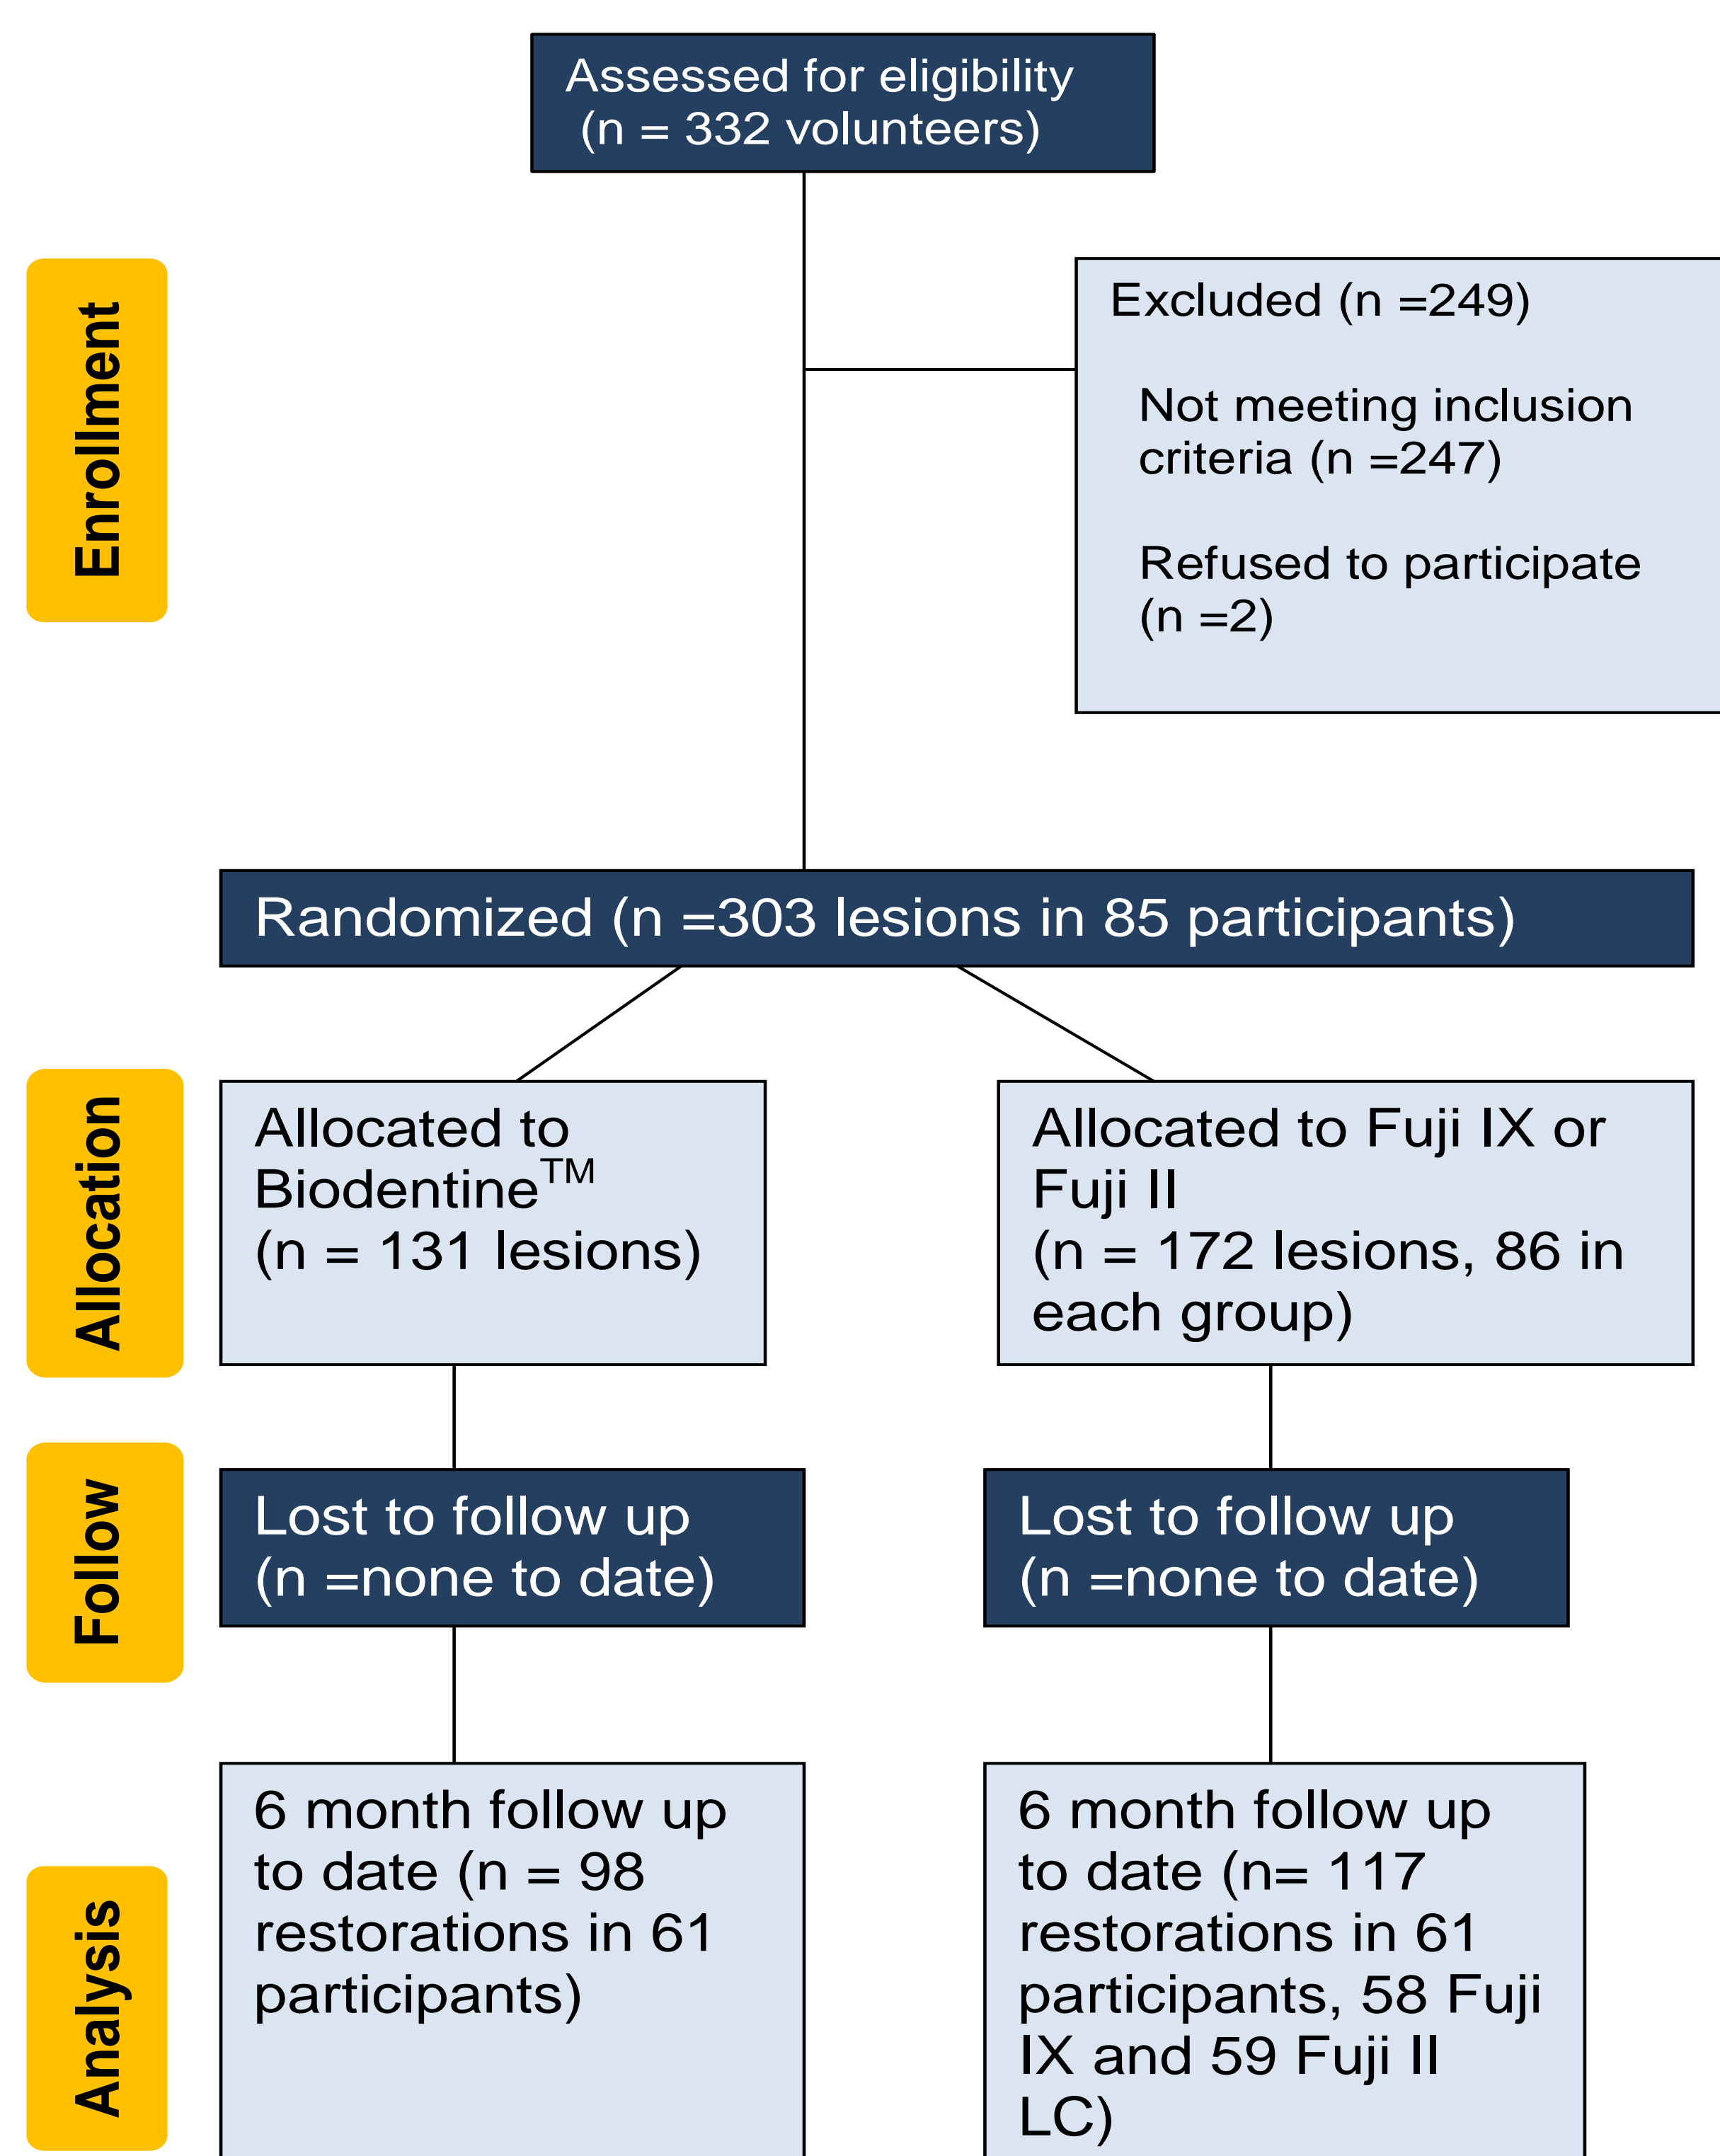 Assessed for eligibility
(n = 332 volunteers)
Enrollment
Excluded (n =249)
Not meeting inclusion
criteria (n =247)
Refused to participate
(n =2)
Randomized (n =303 lesions in 85 participants)
Allocation
Allocated to
Biodentine™
(n = 131 lesions)
Allocated to Fuji IX or
Fuji II
(n = 172 lesions, 86 in
each group)
Follow
Lost to follow up
(n =none to date)
Lost to follow up
(n =none to date)
Analysis
6 month follow up
to date (n = 98
restorations in 61
participants)
6 month follow up
to date (n= 117
restorations in 61
participants, 58 Fuji
IX and 59 Fuji II
LC)